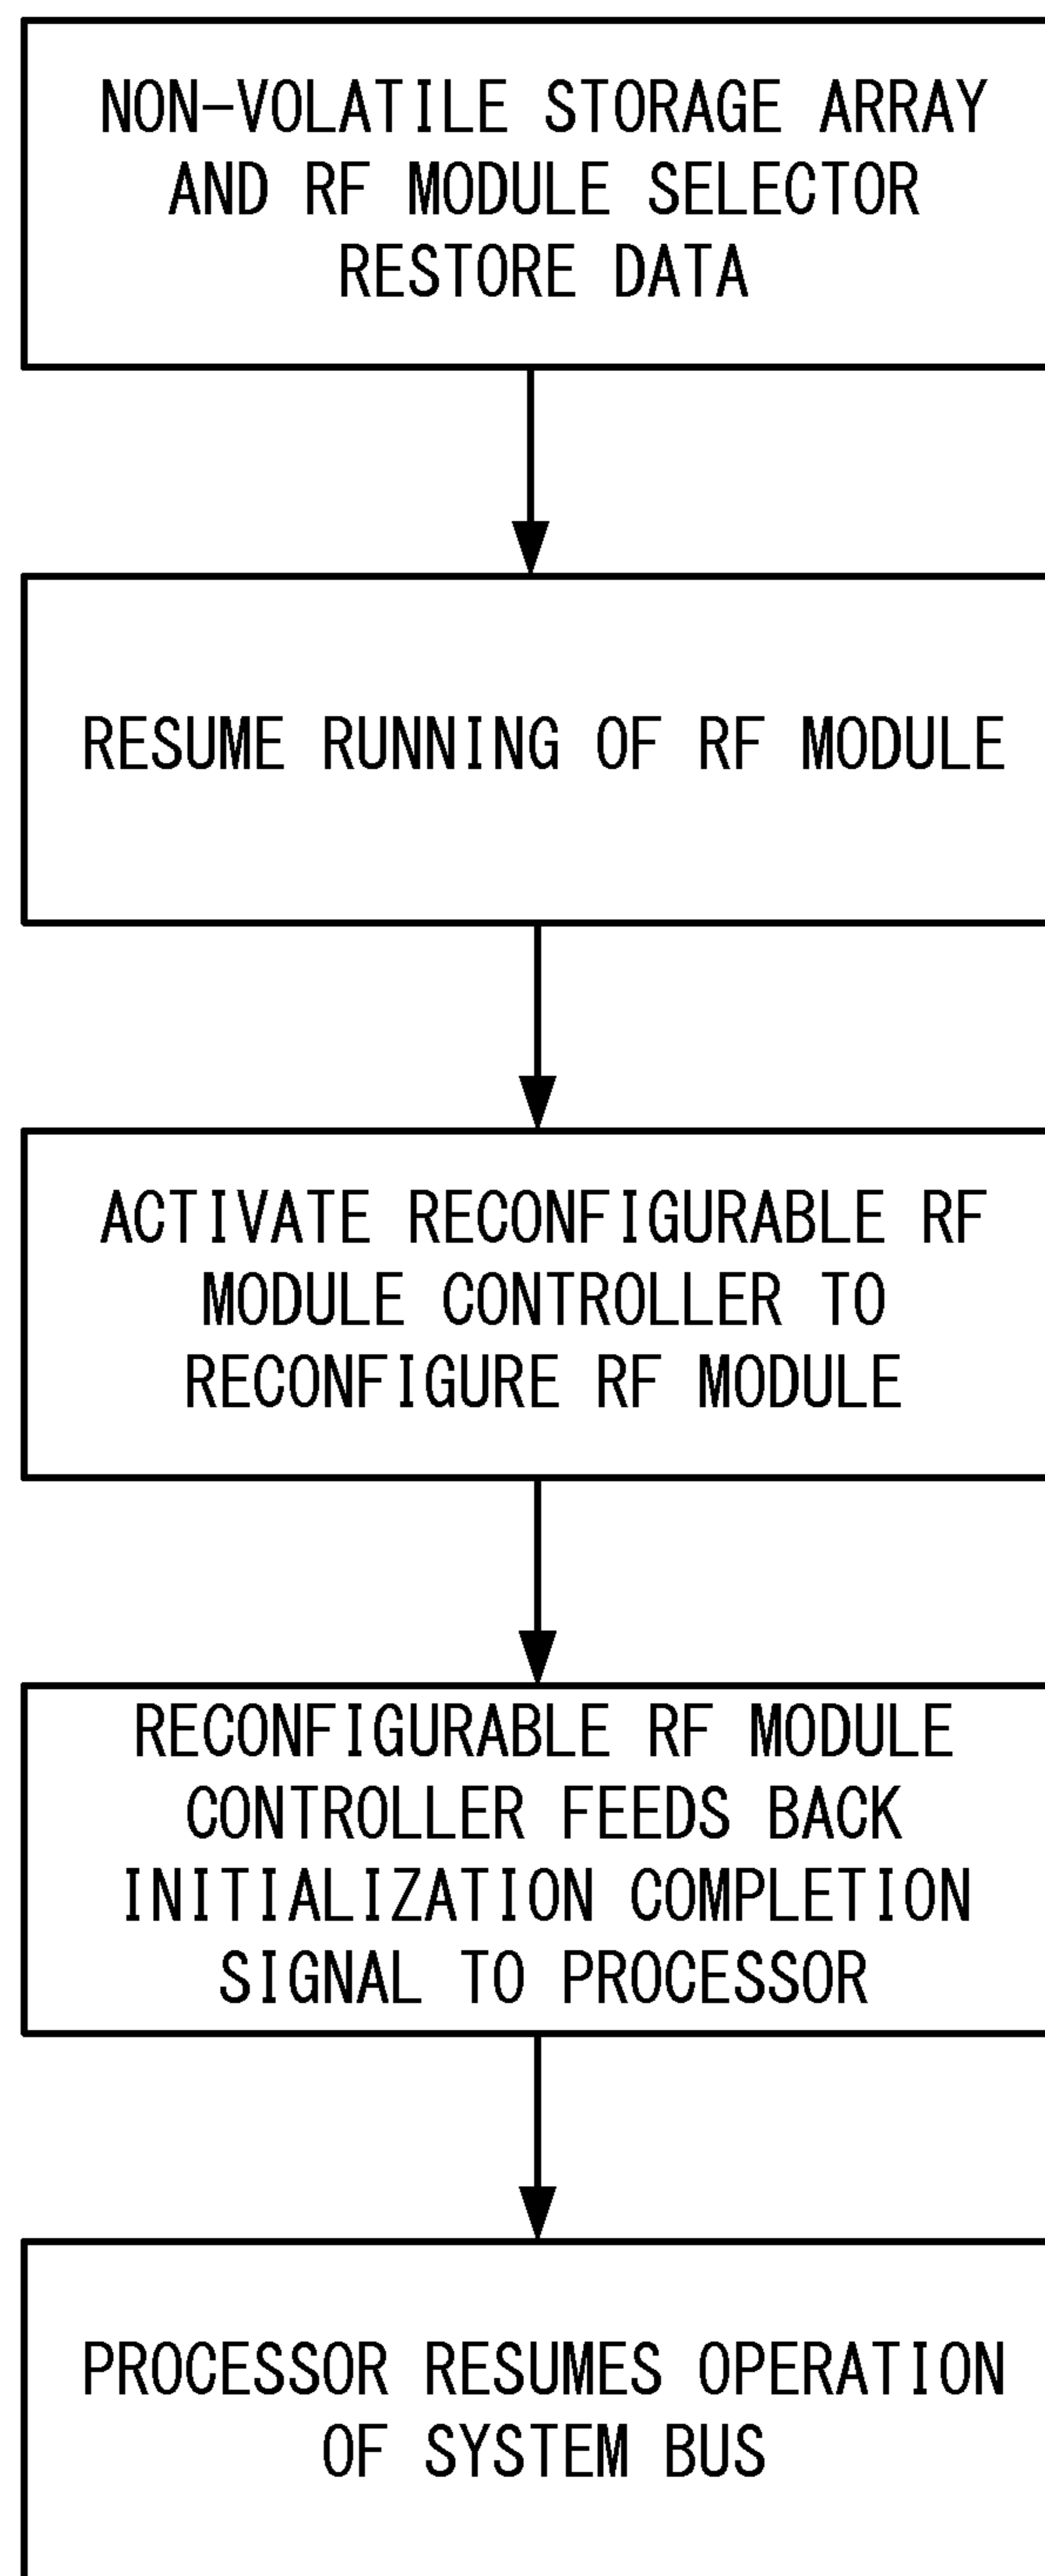 NON-VOLATILE STORAGE ARRAY
AND RF MODULE SELECTOR
RESTORE DATA
RESUME RUNNING OF RF MODULE
ACTIVATE RECONFIGURABLE RF
MODULE CONTROLLER TO
RECONFIGURE RF MODULE
RECONFIGURABLE RF MODULE
CONTROLLER FEEDS BACK
INITIALIZATION COMPLETION
SIGNAL TO PROCESSOR
PROCESSOR RESUMES OPERATION
OF SYSTEM BUS